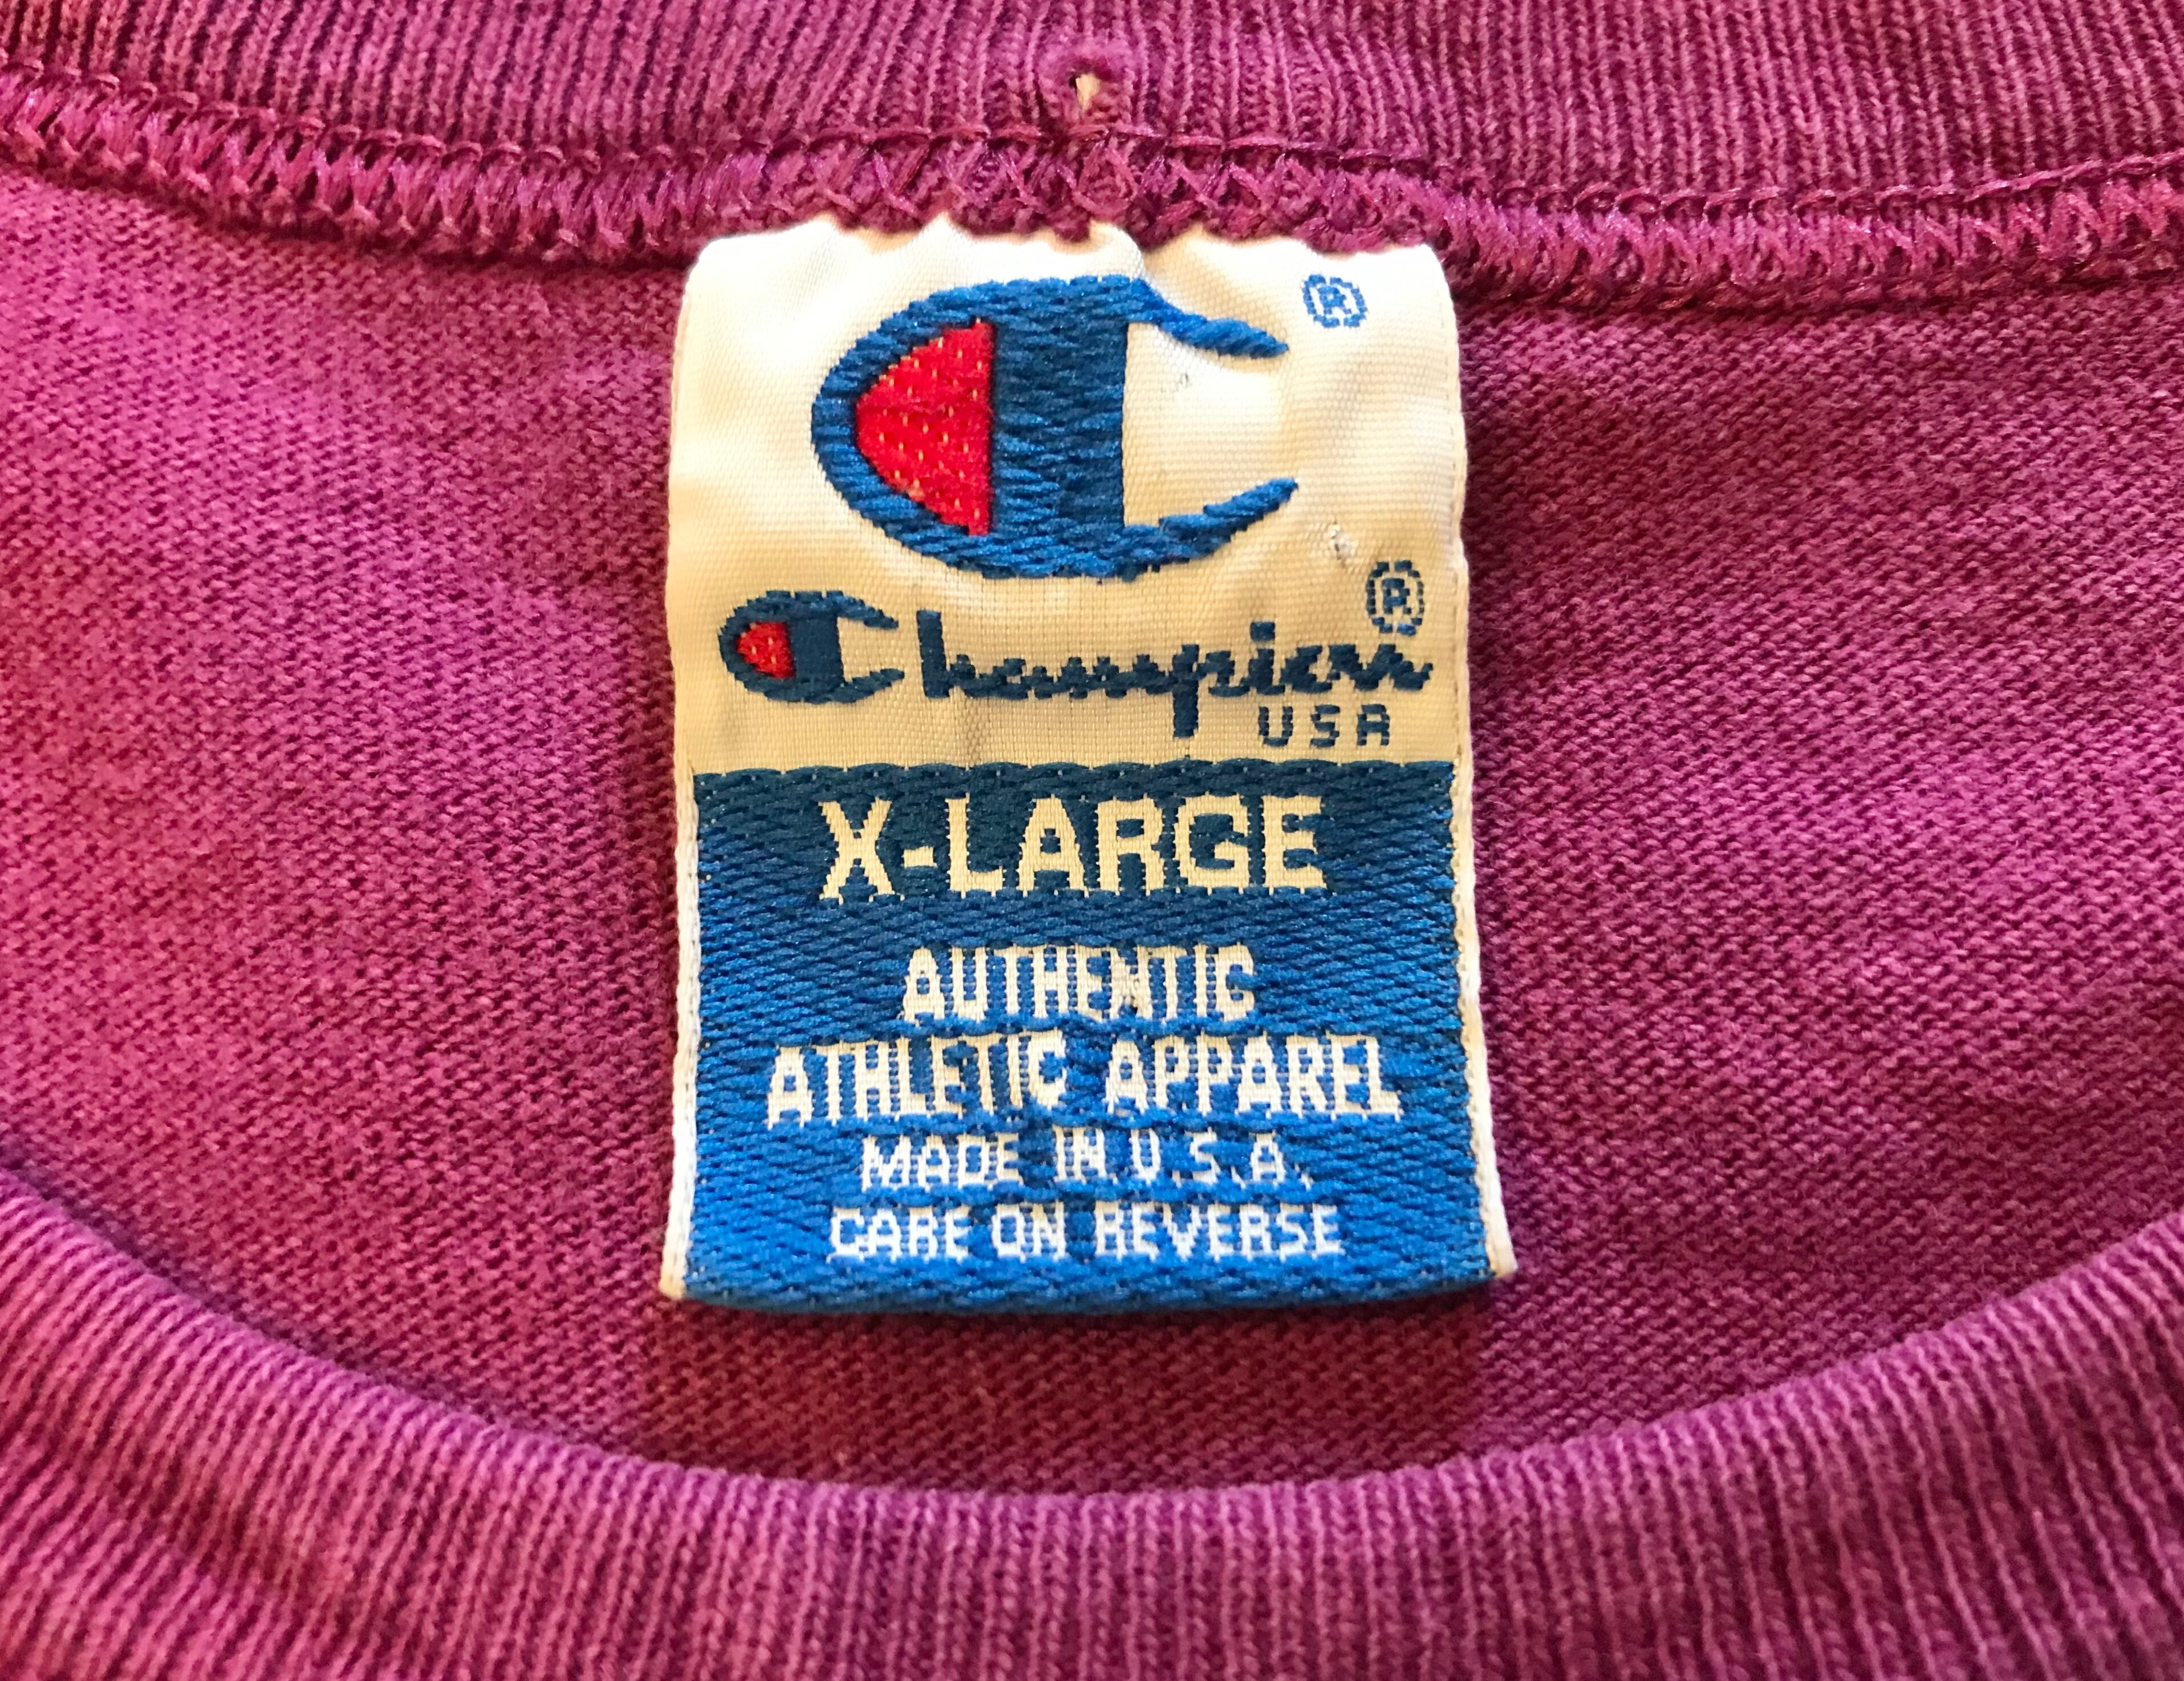 ®
Champion®
USA
X-LARGE
AUTHENTIC
ATHLETIC APPAREL
MADE IN U.S.A.
CARE ON REVERSE